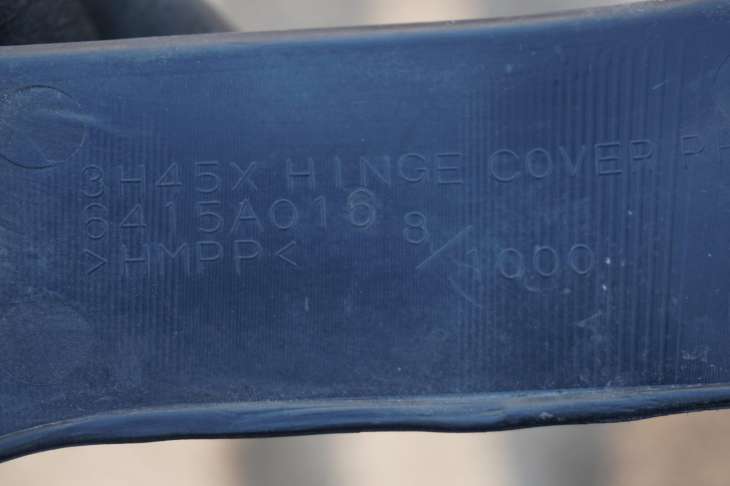 3H45X HINGE COVER
6415A016 8/1000
>HMPP<